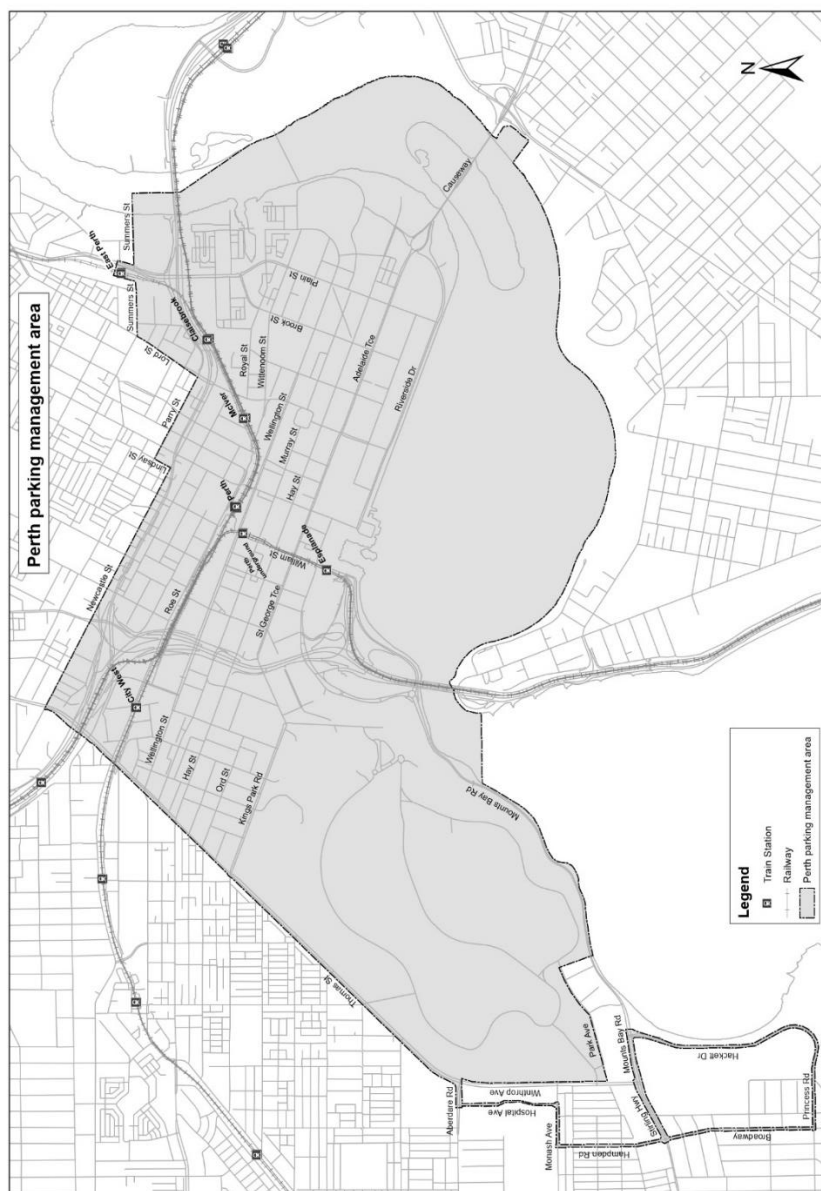 Perth parking management area
N
East Perth
Summers St
Summers St
Claisebrook
Lord St
Plain St
Brook St
Royal St
Wittenoom St
Causeway
McIver
Parry St
Lindsay St
Wellington St
Murray St
Hay St
Adelaide Tce
Riverside Dr
Perth
Perth
underground
William St
Esplanade
Newcastle St
Roe St
St George Tce
City West
Wellington St
Hay St
Ord St
Kings Park Rd
Mounts Bay Rd
Thomas St
Park Ave
Aberdare Rd
Winthrop Ave
Hospital Ave
Monash Ave
Hampden Rd
Stirling Hwy
Mounts Bay Rd
Hackett Dr
Broadway
Princess Rd
Legend
Train Station
Railway
Perth parking management area